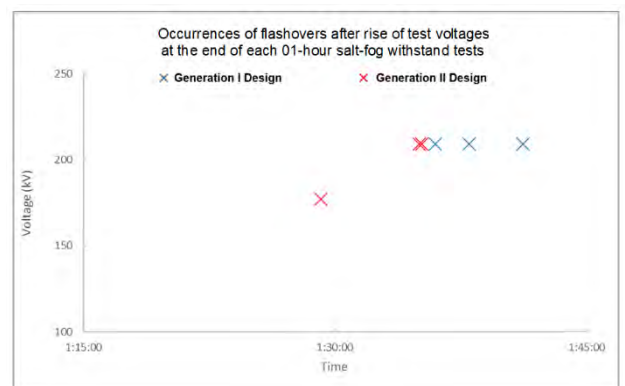 Occurrences of flashovers after rise of test voltages
at the end of each 01-hour salt-fog withstand tests
Generation I Design
Generation II Design
250
200
150
100
Voltage (kV)
1:15:00
1:30:00
1:45:00
Time